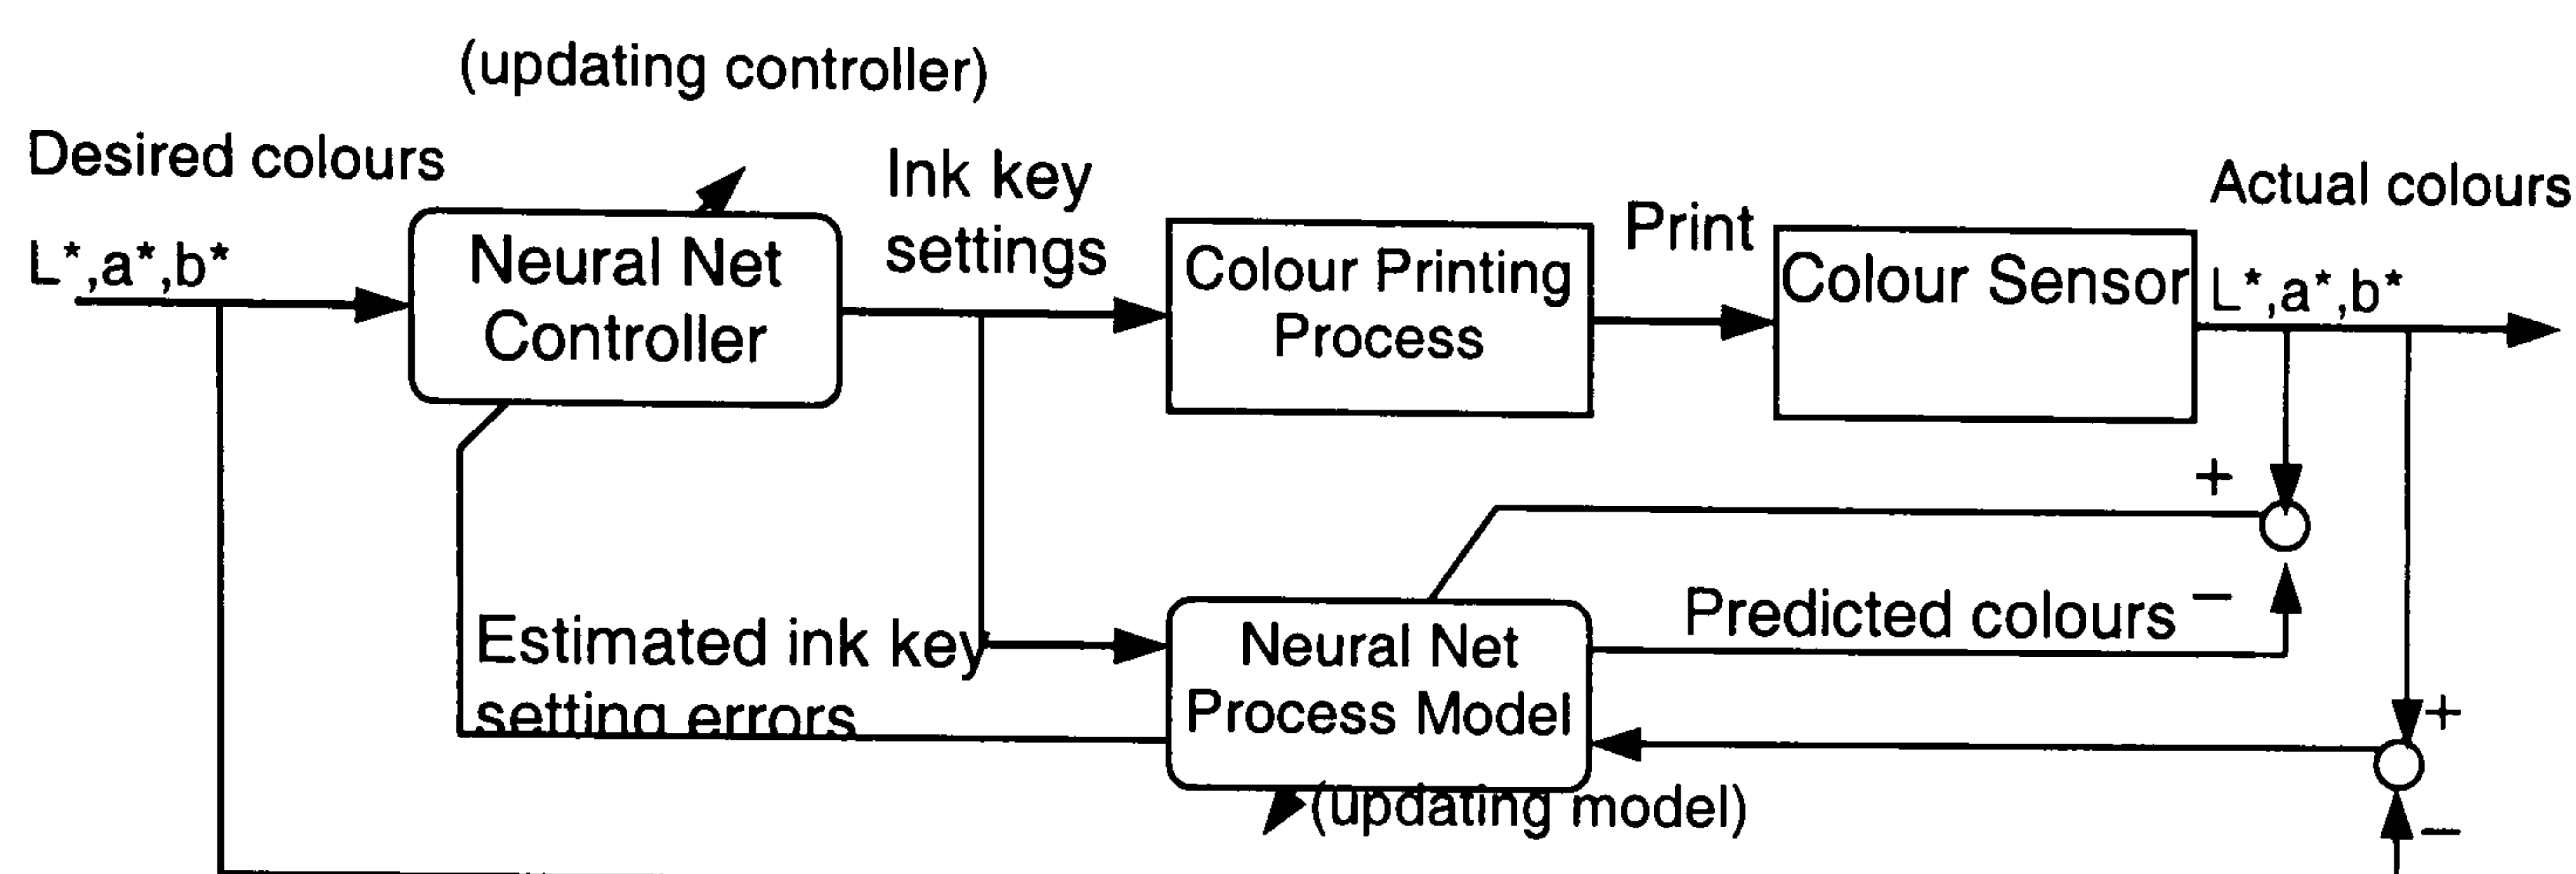 (updating controller)
Desired colours
L*,a*,b*
Neural Net
Controller
Ink key
settings
Colour Printing
Process
Print
Colour Sensor
Actual colours
L*,a*,b*
+
Predicted colours
−
Estimated ink key
setting errors
Neural Net
Process Model
(updating model)
+
−